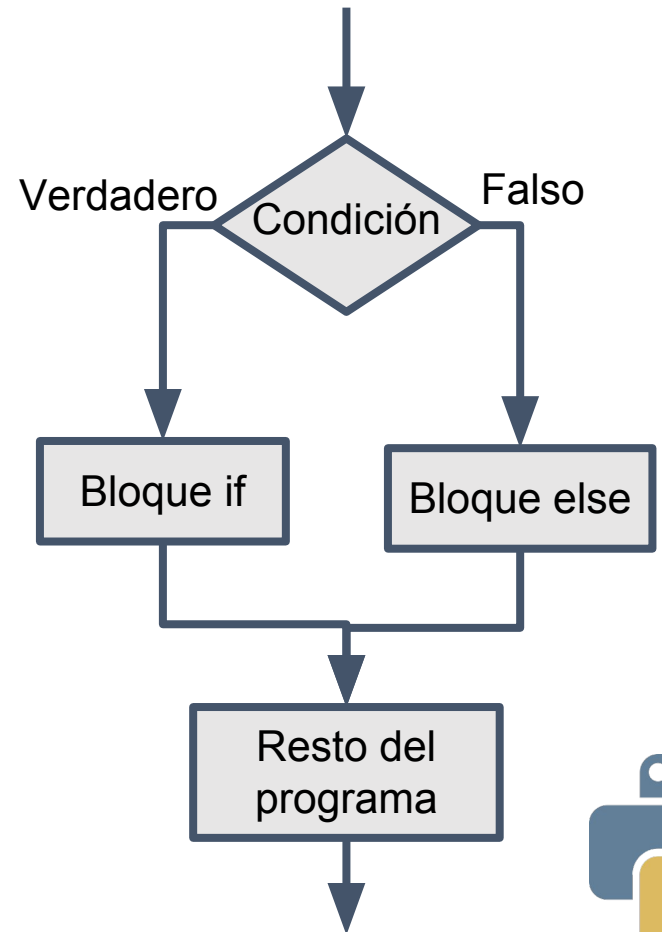 Verdadero
Falso
Condición
Bloque if
Bloque else
Resto del
programa